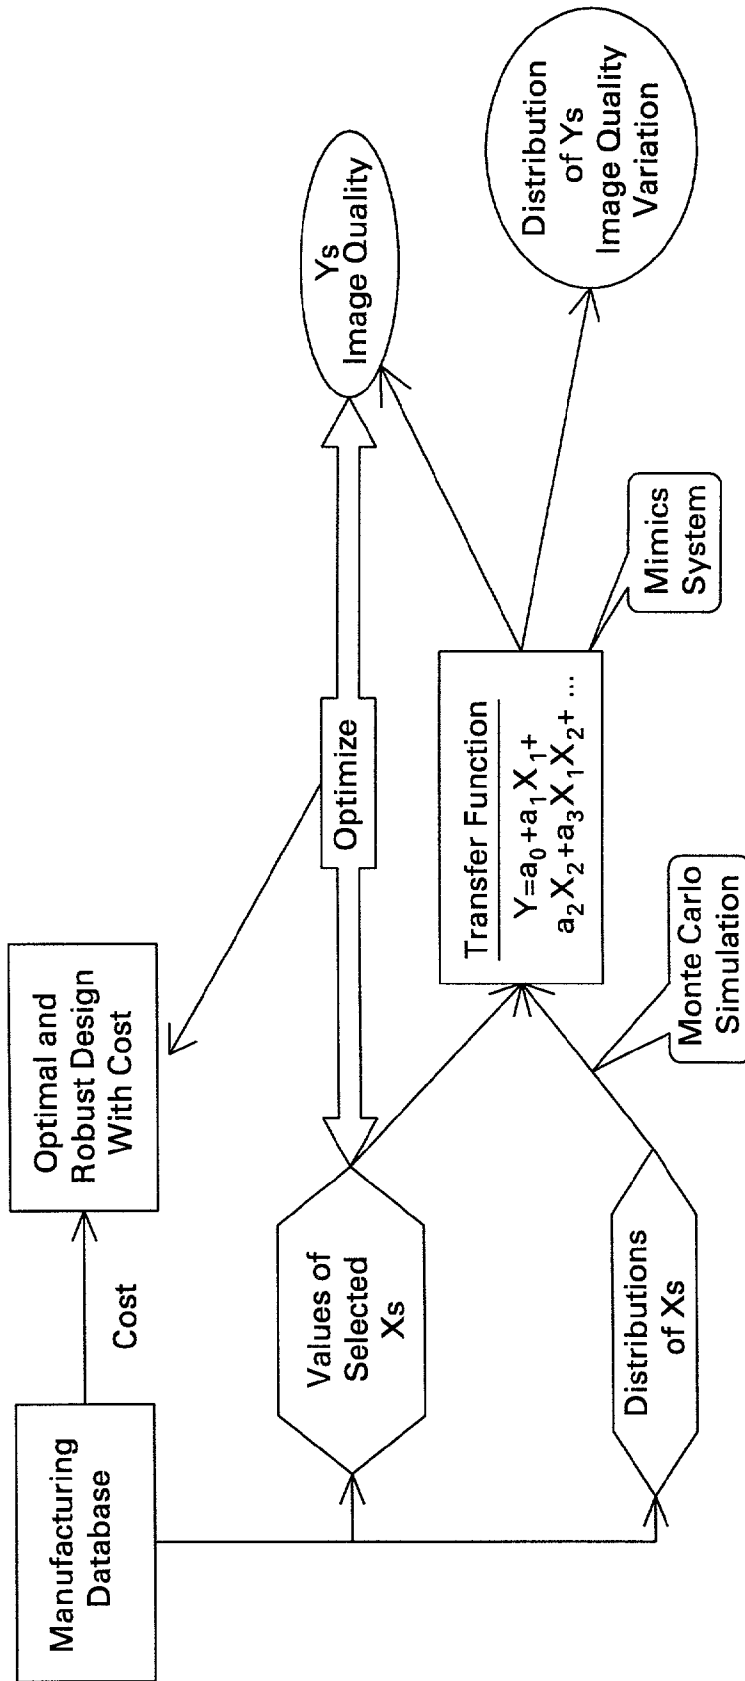 Manufacturing
Database
Cost
Optimal and
Robust Design
With Cost
Values of
Selected
Xs
Optimize
Ys
Image Quality
Distributions
of Xs
Monte Carlo
Simulation
Transfer Function
Y=a₀+a₁X₁+
a₂X₂+a₃X₁X₂+ ...
Mimics
System
Distribution
of Ys
Image Quality
Variation